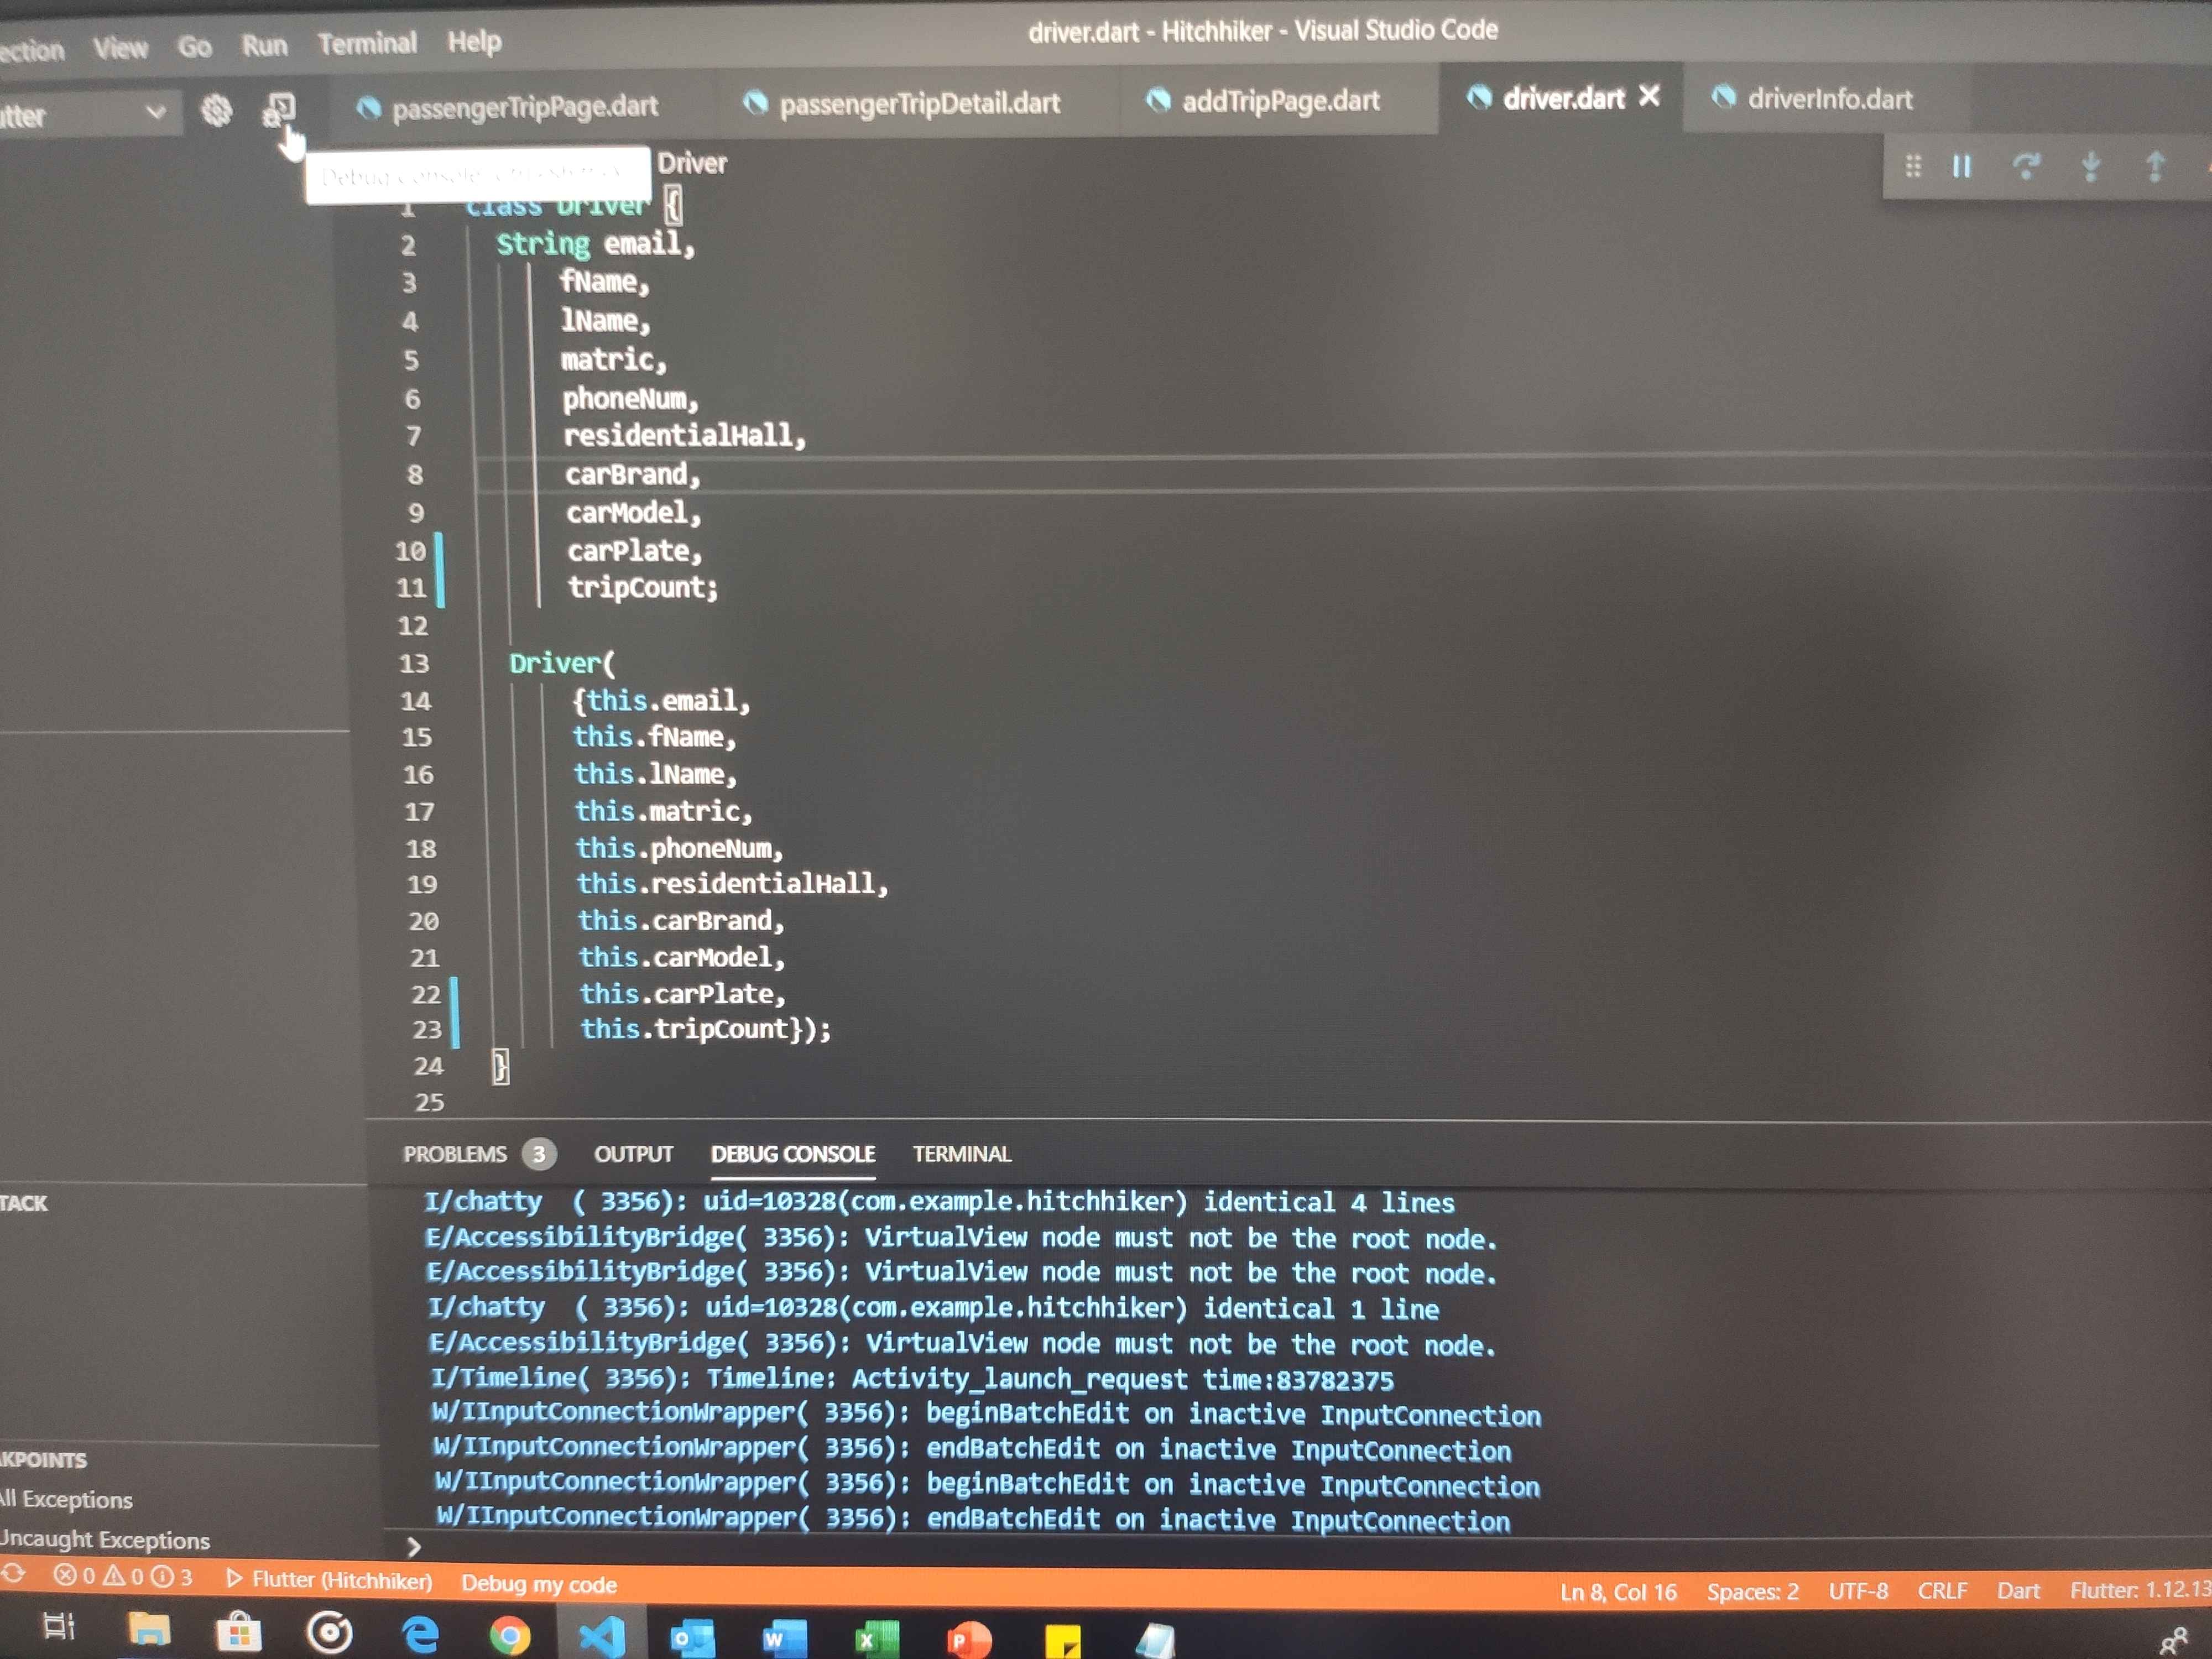 ection View Go Run Terminal Help
driver.dart - Hitchhiker - Visual Studio Code
utter
passengerTripPage.dart
passengerTripDetail.dart
addTripPage.dart
driver.dart
driverInfo.dart
Debug Console
Driver
1 class Driver {
2 String email,
3 fName,
4 lName,
5 matric,
6 phoneNum,
7 residentialHall,
8 carBrand,
9 carModel,
10 carPlate,
11 tripCount;
12
13 Driver(
14 {this.email,
15 this.fName,
16 this.lName,
17 this.matric,
18 this.phoneNum,
19 this.residentialHall,
20 this.carBrand,
21 this.carModel,
22 this.carPlate,
23 this.tripCount});
24 }
25
PROBLEMS 3 OUTPUT DEBUG CONSOLE TERMINAL
I/chatty  ( 3356): uid=10328(com.example.hitchhiker) identical 4 lines
E/AccessibilityBridge( 3356): VirtualView node must not be the root node.
E/AccessibilityBridge( 3356): VirtualView node must not be the root node.
I/chatty  ( 3356): uid=10328(com.example.hitchhiker) identical 1 line
E/AccessibilityBridge( 3356): VirtualView node must not be the root node.
I/Timeline( 3356): Timeline: Activity_launch_request time:83782375
W/IInputConnectionWrapper( 3356): beginBatchEdit on inactive InputConnection
W/IInputConnectionWrapper( 3356): endBatchEdit on inactive InputConnection
W/IInputConnectionWrapper( 3356): beginBatchEdit on inactive InputConnection
W/IInputConnectionWrapper( 3356): endBatchEdit on inactive InputConnection
TACK
KPOINTS
All Exceptions
Uncaught Exceptions
0 0 3 Flutter (Hitchhiker) Debug my code
Ln 8, Col 16 Spaces: 2 UTF-8 CRLF Dart Flutter: 1.12.13